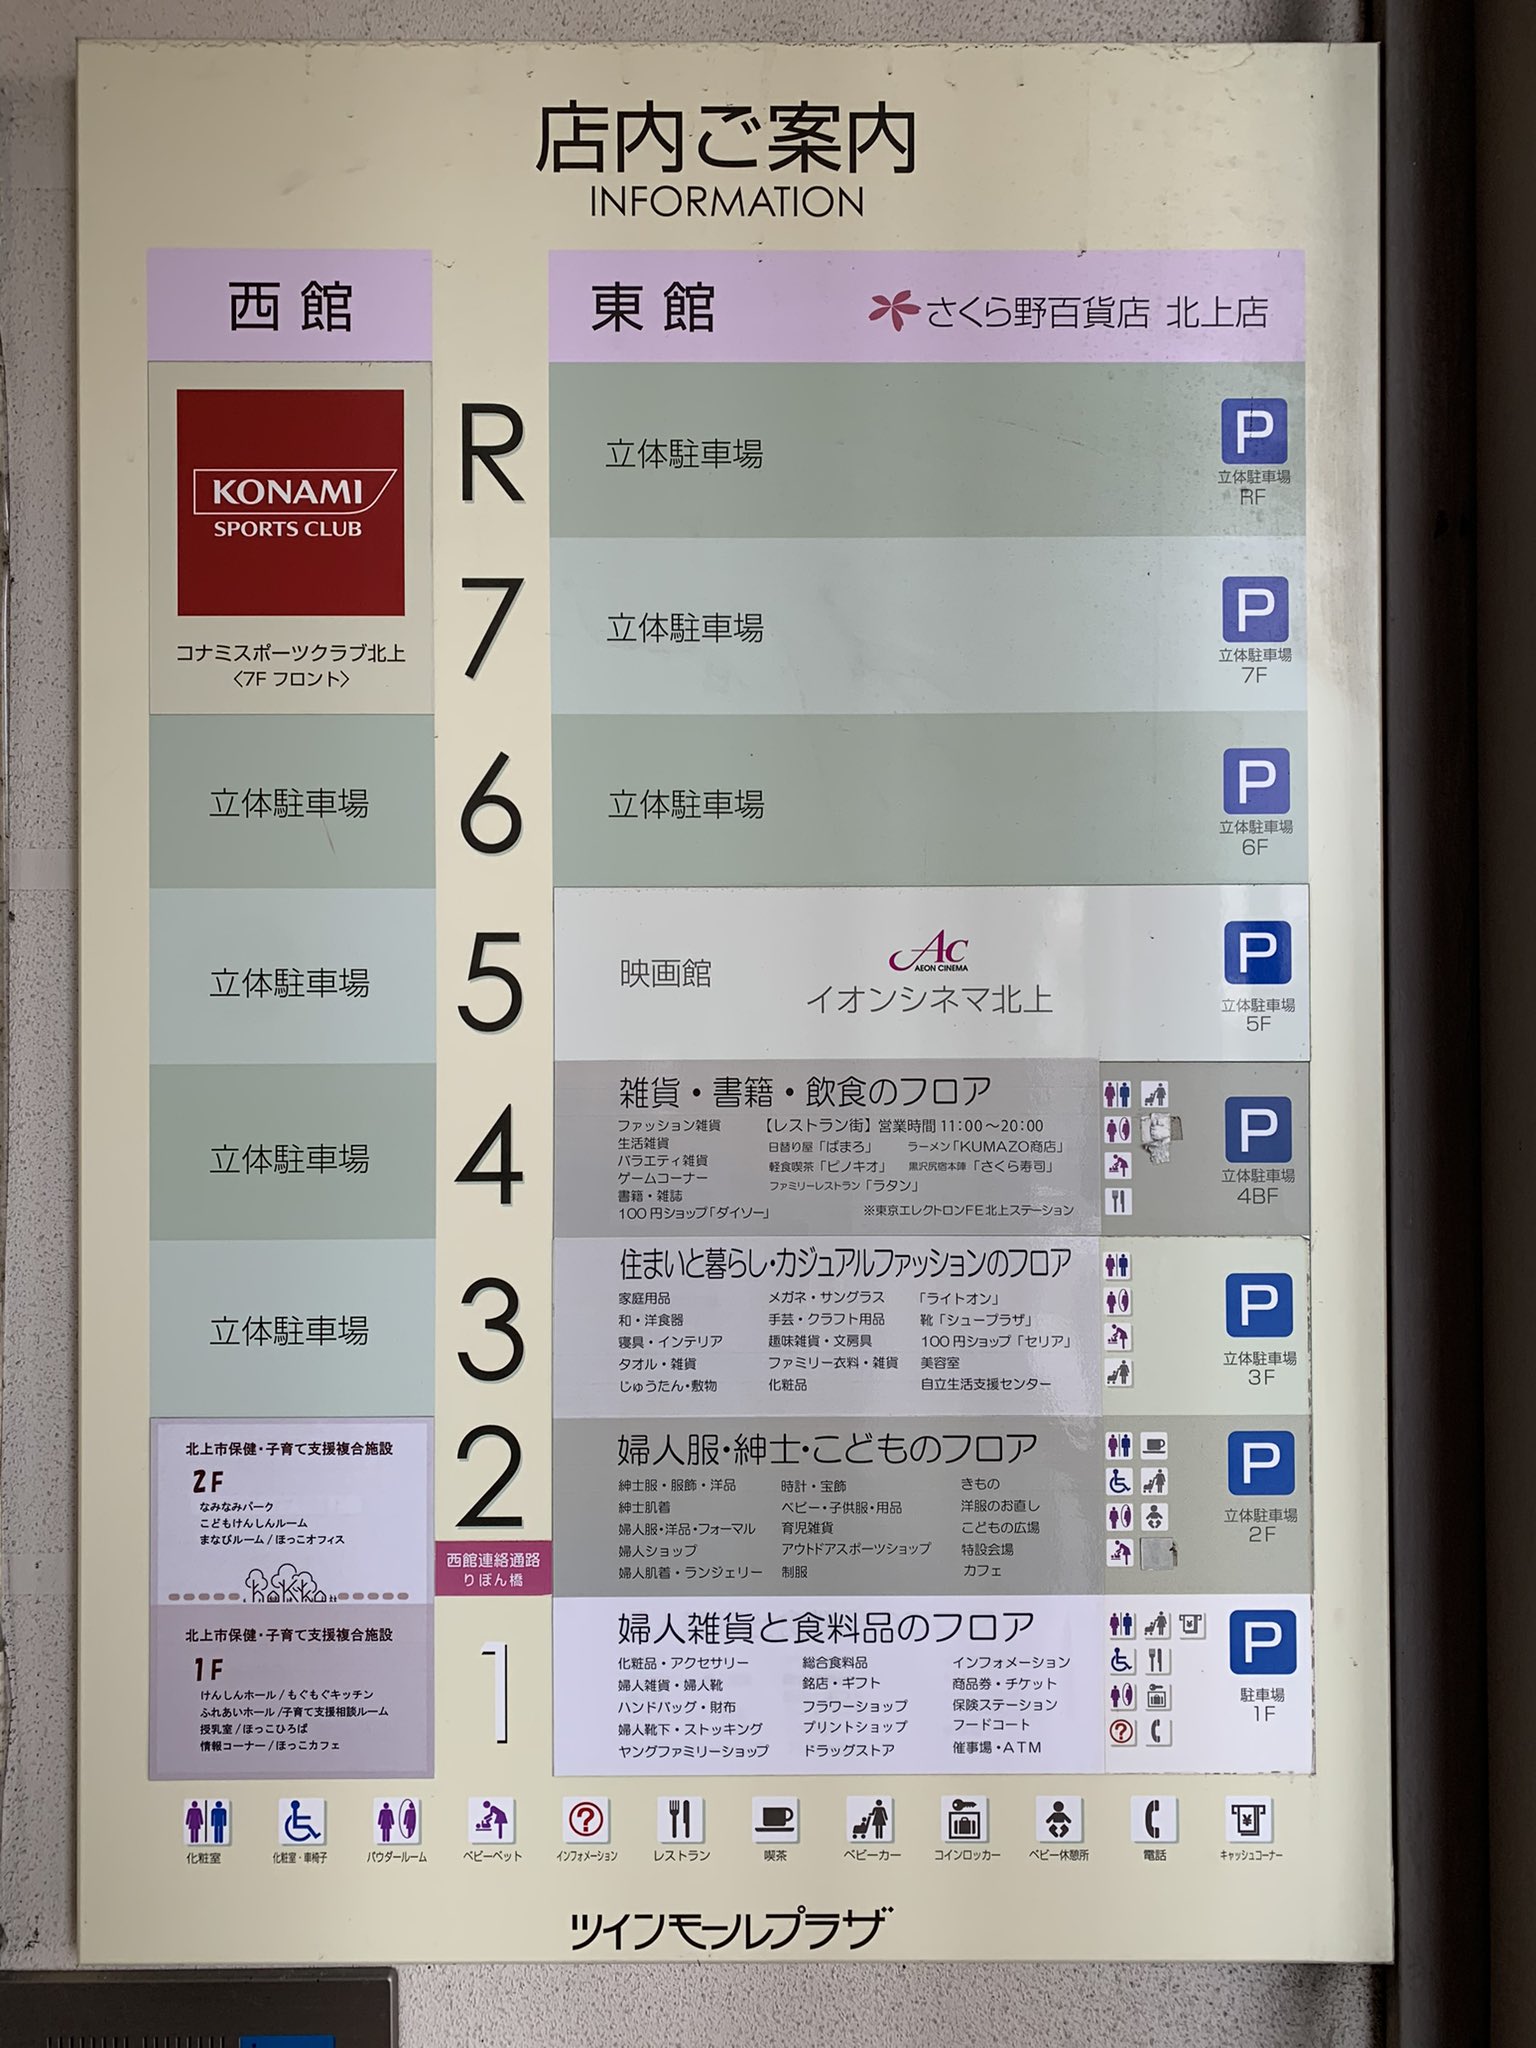 店内ご案内
INFORMATION
西館
東館 さくら野百貨店 北上店
KONAMI
SPORTS CLUB
コナミスポーツクラブ北上
〈7F フロント〉
R
立体駐車場
P
立体駐車場
RF
7
立体駐車場
P
立体駐車場
7F
立体駐車場
6
立体駐車場
P
立体駐車場
6F
立体駐車場
5
映画館
Ac
AEON CINEMA
イオンシネマ北上
P
立体駐車場
5F
立体駐車場
4
雑貨・書籍・飲食のフロア
ファッション雑貨
生活雑貨
バラエティ雑貨
ゲームコーナー
書籍・雑誌
100円ショップ「ダイソー」
【レストラン街】営業時間11:00～20:00
日替り屋「ぱまろ」 ラーメン「KUMAZO商店」
軽食喫茶「ピノキオ」 黒沢尻宿本陣「さくら寿司」
ファミリーレストラン「ラタン」
※東京エレクトロンFE北上ステーション
P
立体駐車場
4BF
立体駐車場
3
住まいと暮らし・カジュアルファッションのフロア
家庭用品 メガネ・サングラス 「ライトオン」
和・洋食器 手芸・クラフト用品 靴「シュープラザ」
寝具・インテリア 趣味雑貨・文房具 100円ショップ「セリア」
タオル・雑貨 ファミリー衣料・雑貨 美容室
じゅうたん・敷物 化粧品 自立生活支援センター
P
立体駐車場
3F
北上市保健・子育て支援複合施設
2F
なみなみパーク
こどもけんしんルーム
まなびルーム/ほっこオフィス
2
西館連絡通路
りぼん橋
婦人服・紳士・こどものフロア
紳士服・服飾・洋品 時計・宝飾 きもの
紳士肌着 ベビー・子供服・用品 洋服のお直し
婦人服・洋品・フォーマル 育児雑貨 こどもの広場
婦人ショップ アウトドアスポーツショップ 特設会場
婦人肌着・ランジェリー 制服 カフェ
P
立体駐車場
2F
北上市保健・子育て支援複合施設
1F
けんしんホール/もぐもぐキッチン
ふれあいホール/子育て支援相談ルーム
授乳室/ほっこひろば
情報コーナー/ほっこカフェ
1
婦人雑貨と食料品のフロア
化粧品・アクセサリー 総合食料品 インフォメーション
婦人雑貨・婦人靴 銘店・ギフト 商品券・チケット
ハンドバッグ・財布 フラワーショップ 保険ステーション
婦人靴下・ストッキング プリントショップ フードコート
ヤングファミリーショップ ドラッグストア 催事場・ATM
P
駐車場
1F
化粧室 化粧室・車椅子 パウダールーム ベビーベット インフォメーション レストラン 喫茶 ベビーカー コインロッカー ベビー休憩所 電話 キャッシュコーナー
ツインモールプラザ